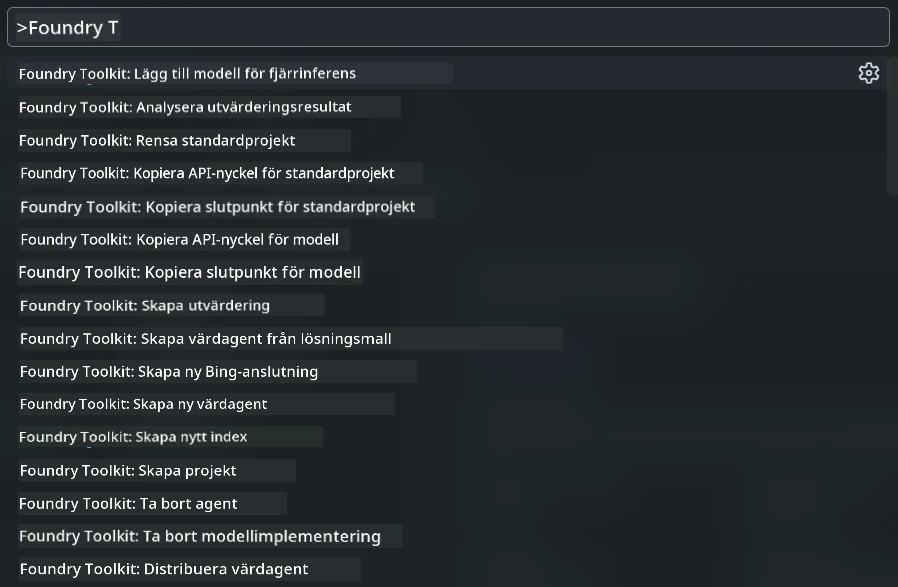 >Foundry T
Foundry Toolkit: Lägg till modell för fjärrinferens
Foundry Toolkit: Analysera utvärderingsresultat
Foundry Toolkit: Rensa standardprojekt
Foundry Toolkit: Kopiera API-nyckel för standardprojekt
Foundry Toolkit: Kopiera slutpunkt för standardprojekt
Foundry Toolkit: Kopiera API-nyckel för modell
Foundry Toolkit: Kopiera slutpunkt för modell
Foundry Toolkit: Skapa utvärdering
Foundry Toolkit: Skapa värdagent från lösningsmall
Foundry Toolkit: Skapa ny Bing-anslutning
Foundry Toolkit: Skapa ny värdagent
Foundry Toolkit: Skapa nytt index
Foundry Toolkit: Skapa projekt
Foundry Toolkit: Ta bort agent
Foundry Toolkit: Ta bort modellimplementering
Foundry Toolkit: Distribuera värdagent